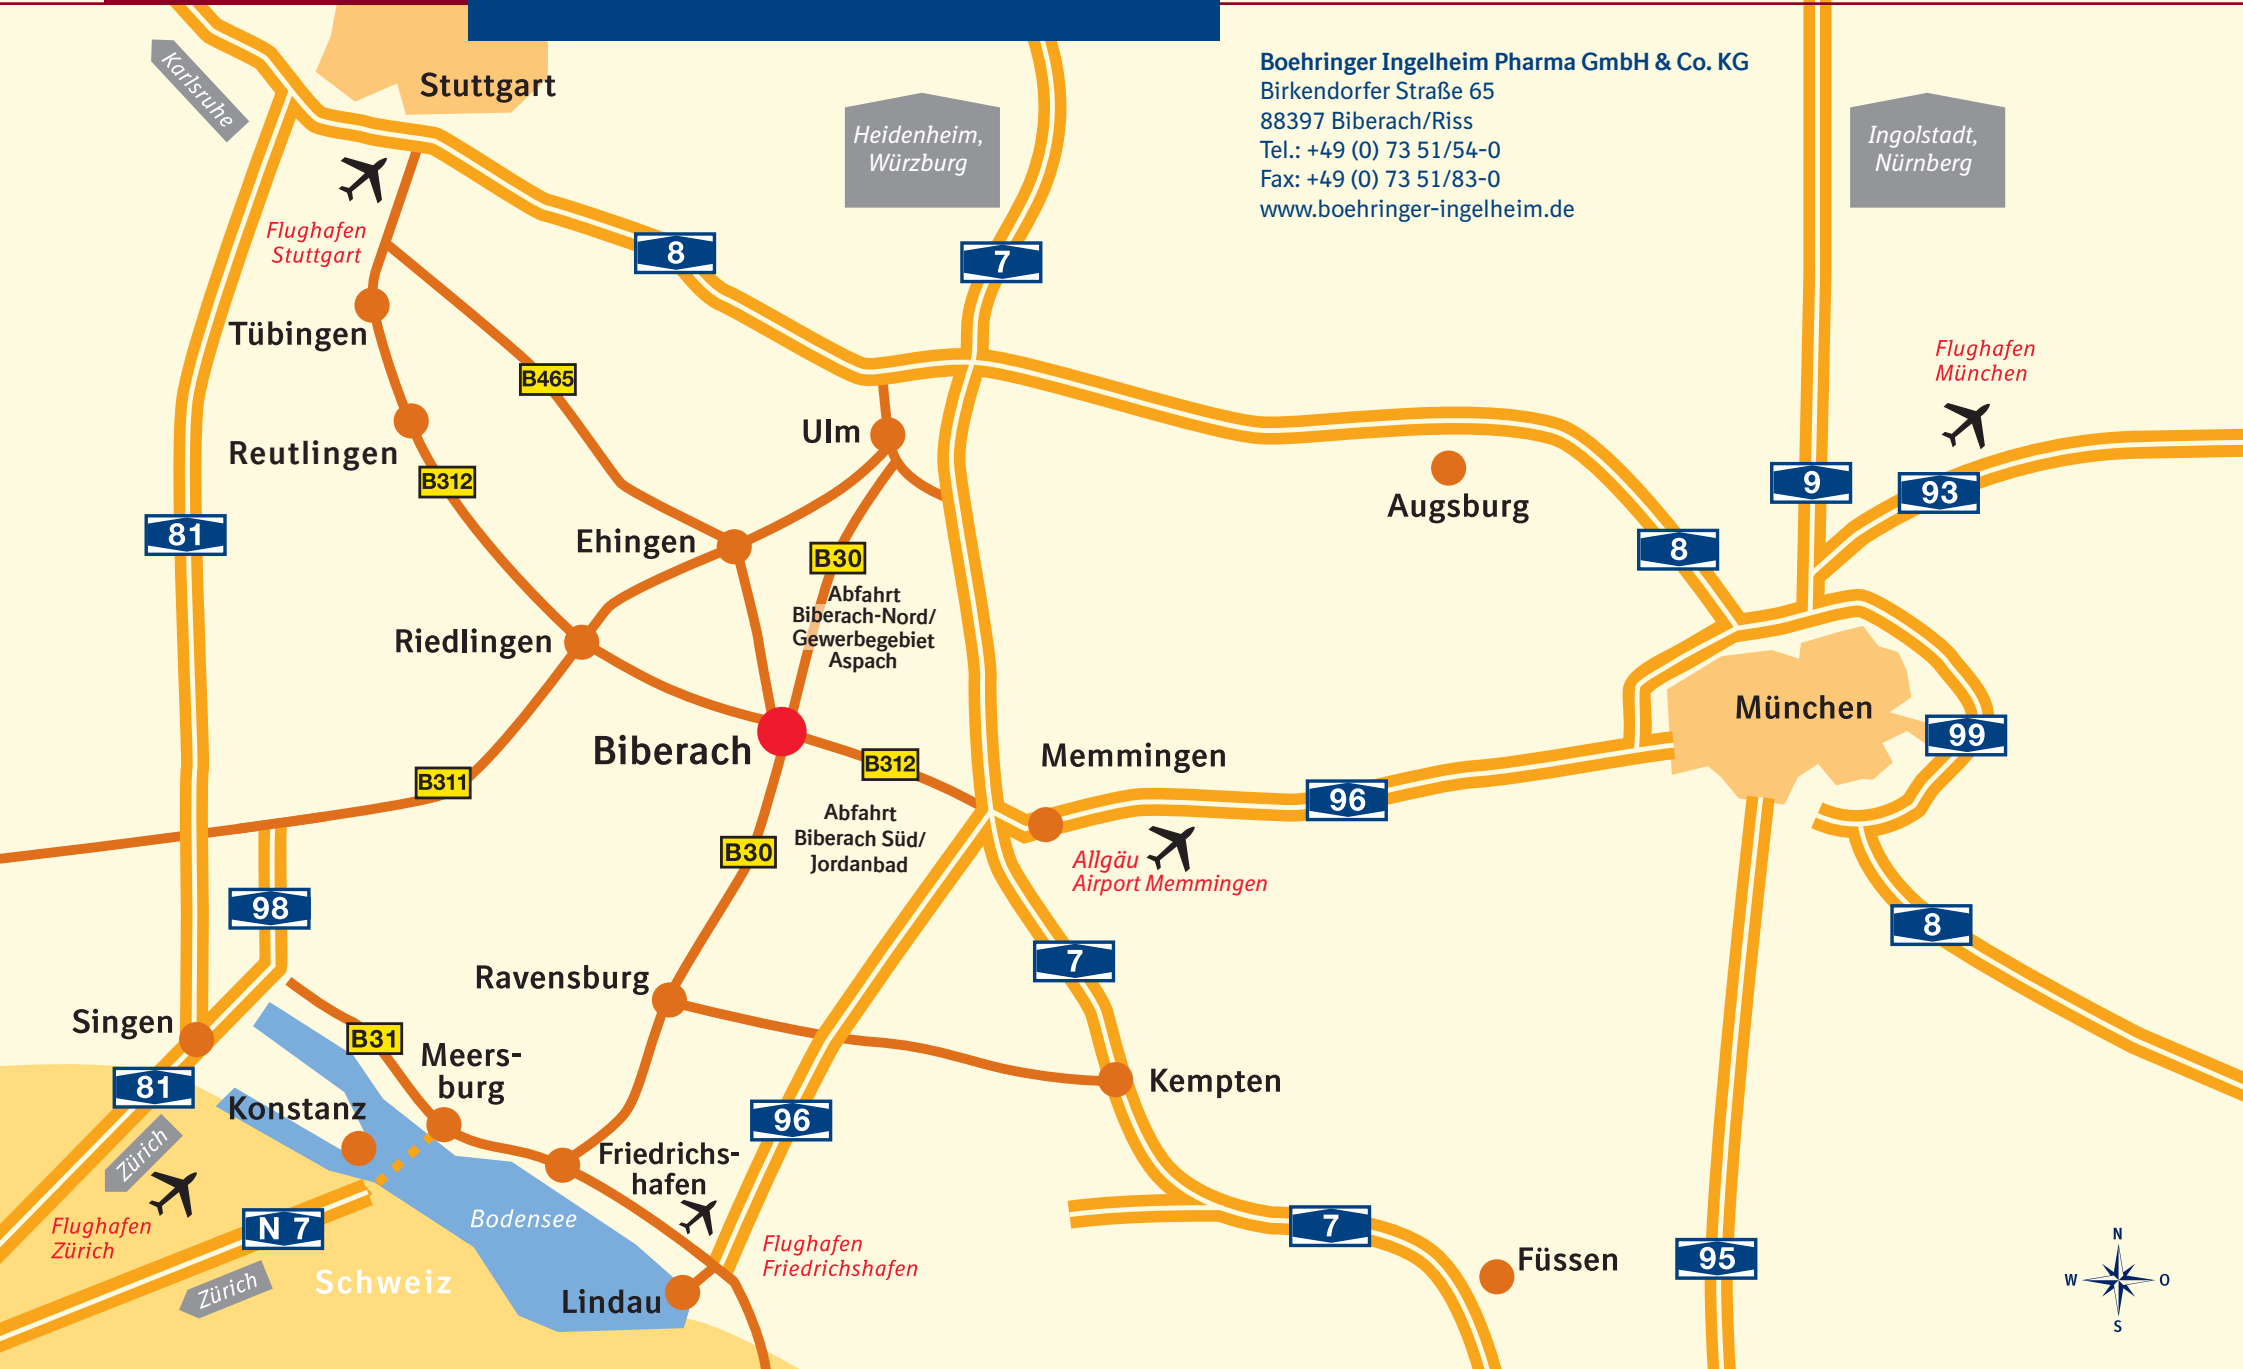 Boehringer Ingelheim Pharma GmbH & Co. KG
Birkendorfer Straße 65
88397 Biberach/Riss
Tel.: +49 (0) 73 51/54-0
Fax: +49 (0) 73 51/83-0
www.boehringer-ingelheim.de
Karlsruhe
Stuttgart
Heidenheim,
Würzburg
Ingolstadt,
Nürnberg
Flughafen
Stuttgart
8
7
Tübingen
Flughafen
München
B465
Ulm
Reutlingen
B312
Augsburg
9
93
81
Ehingen
B30
8
Abfahrt
Biberach-Nord/
Gewerbegebiet
Aspach
Riedlingen
München
99
Biberach
B312
Memmingen
B311
96
Abfahrt
Biberach Süd/
Jordanbad
B30
Allgäu
Airport Memmingen
98
8
7
Ravensburg
Singen
B31
Meers-
burg
81
Kempten
Konstanz
96
Zürich
Friedrichs-
hafen
Flughafen
Zürich
N 7
Bodensee
7
Flughafen
Friedrichshafen
Füssen
95
Zürich
Schweiz
Lindau
N
W
O
S